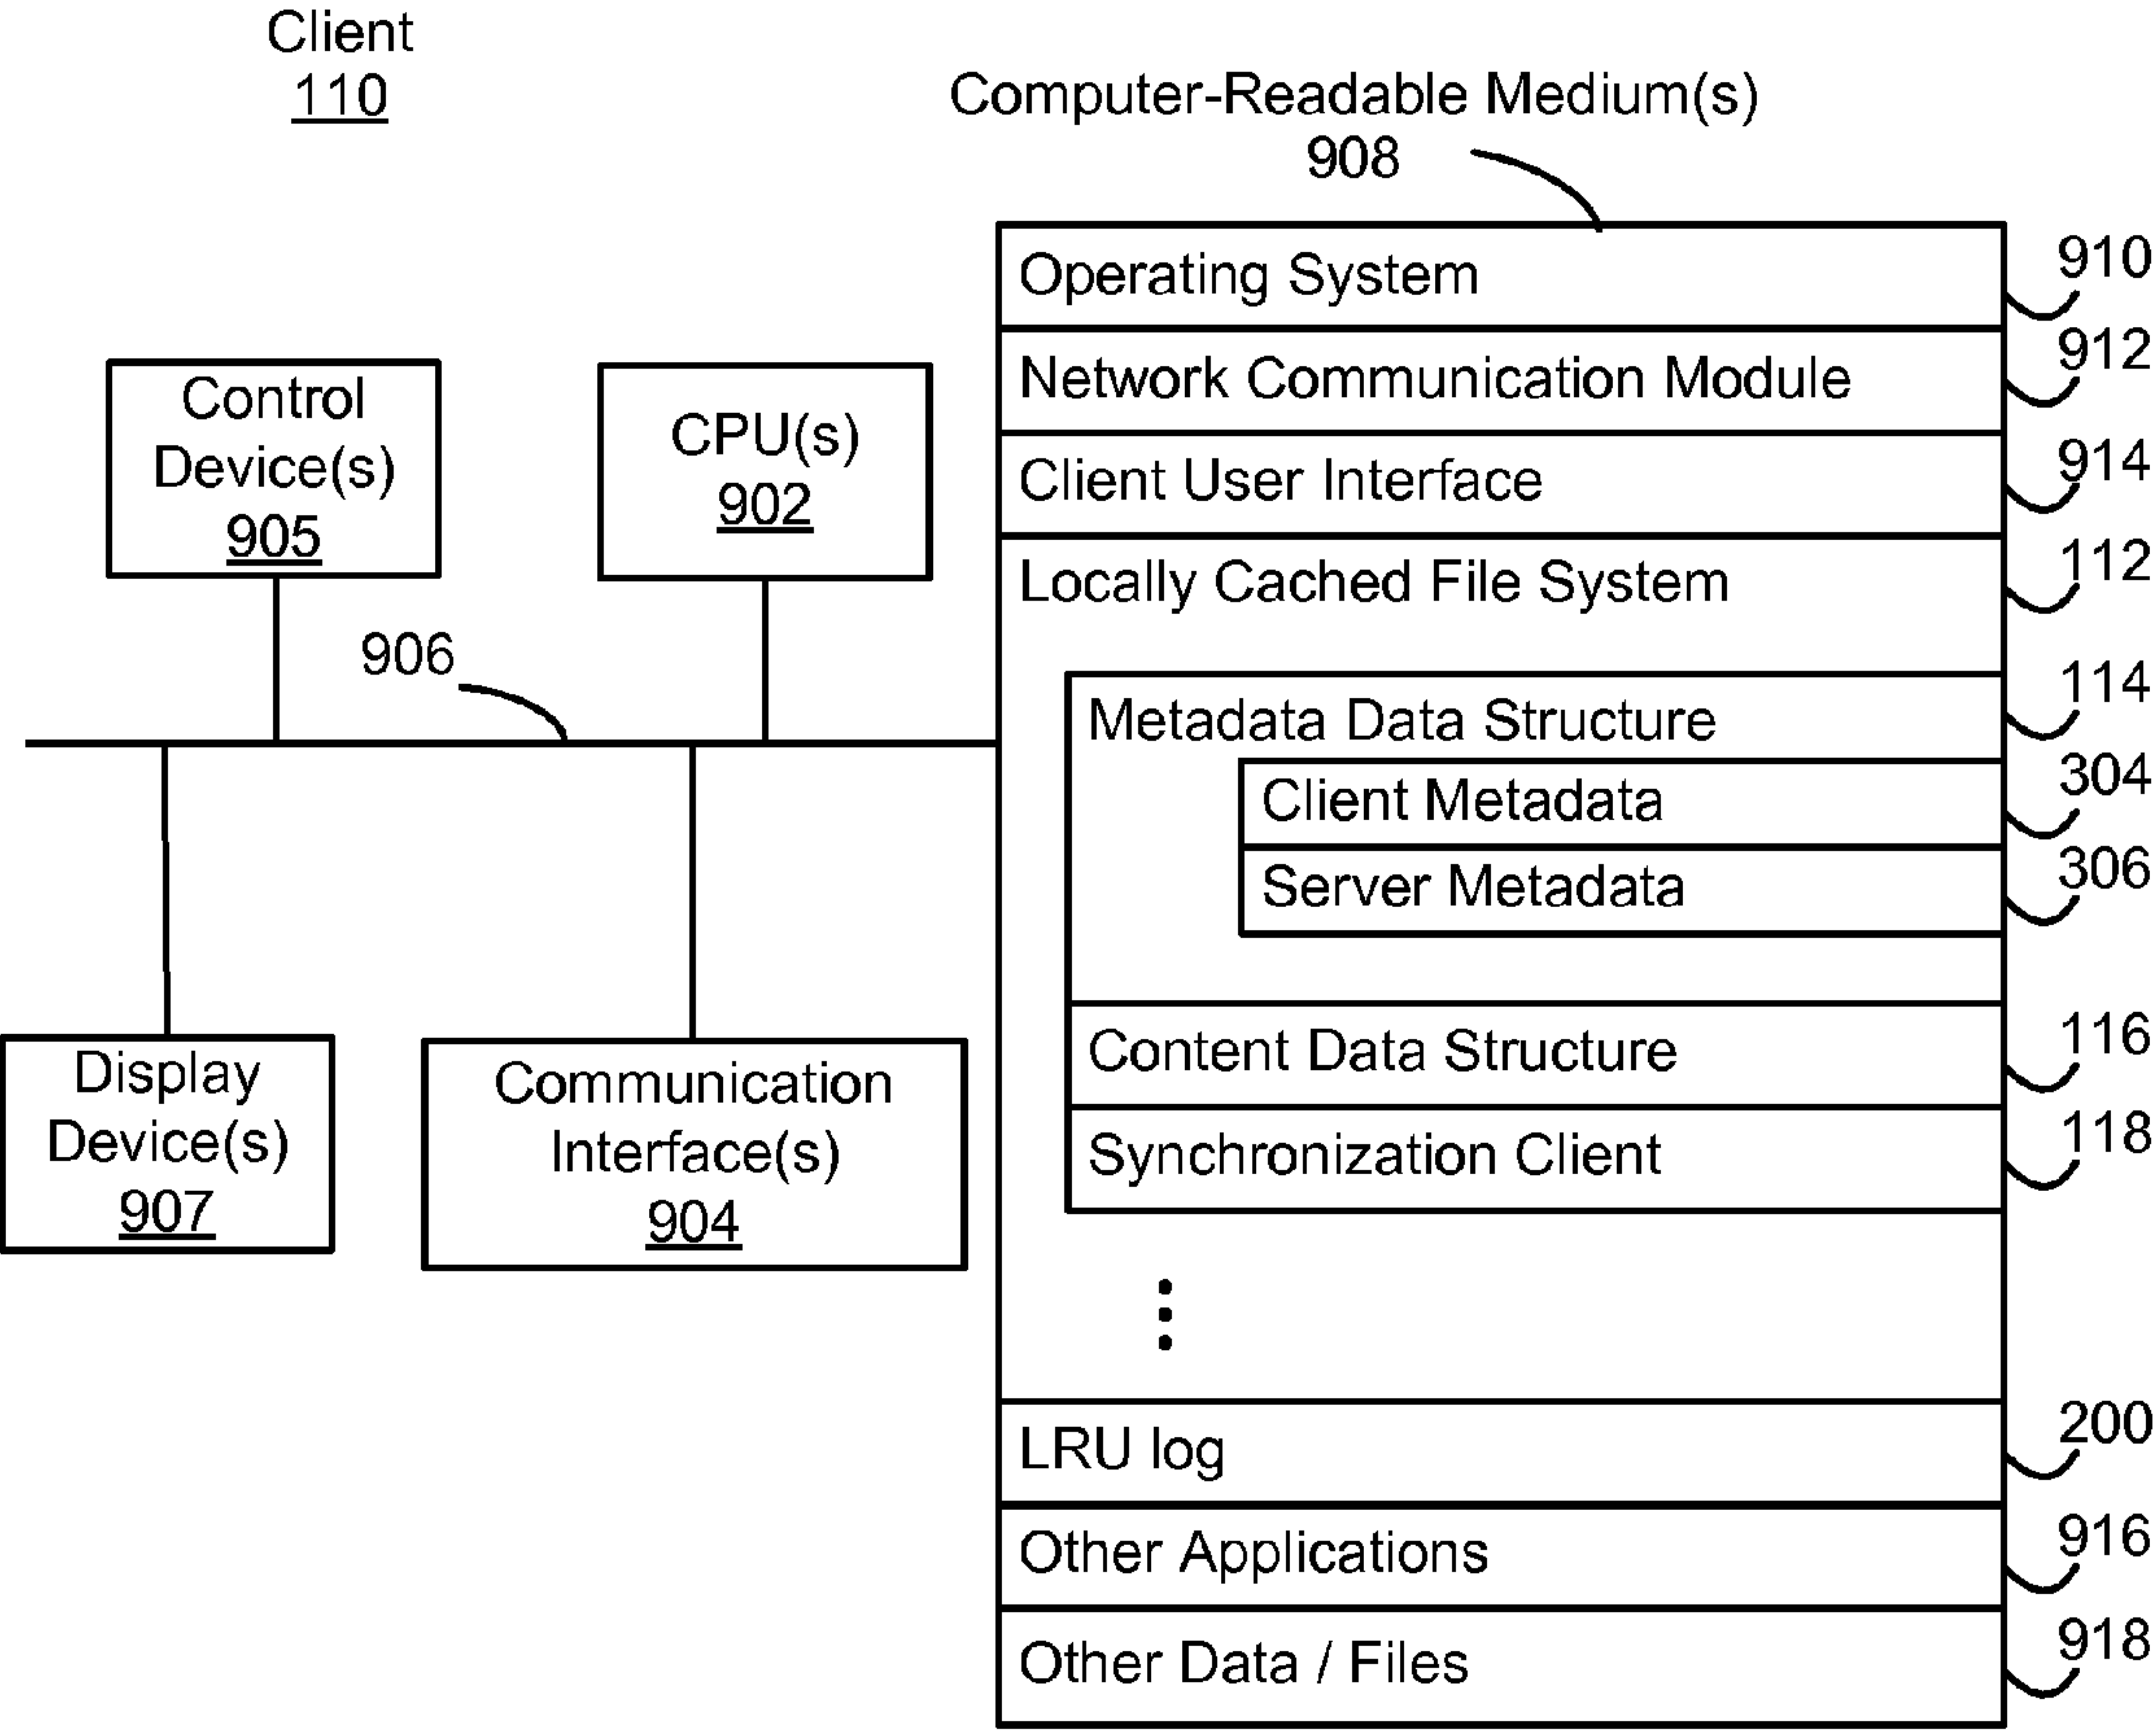 Client
110
Computer-Readable Medium(s)
908
Operating System
910
Network Communication Module
912
Client User Interface
914
Locally Cached File System
112
Metadata Data Structure
114
Client Metadata
304
Server Metadata
306
Content Data Structure
116
Synchronization Client
118
LRU log
200
Other Applications
916
Other Data / Files
918
Control
Device(s)
905
CPU(s)
902
906
Display
Device(s)
907
Communication
Interface(s)
904